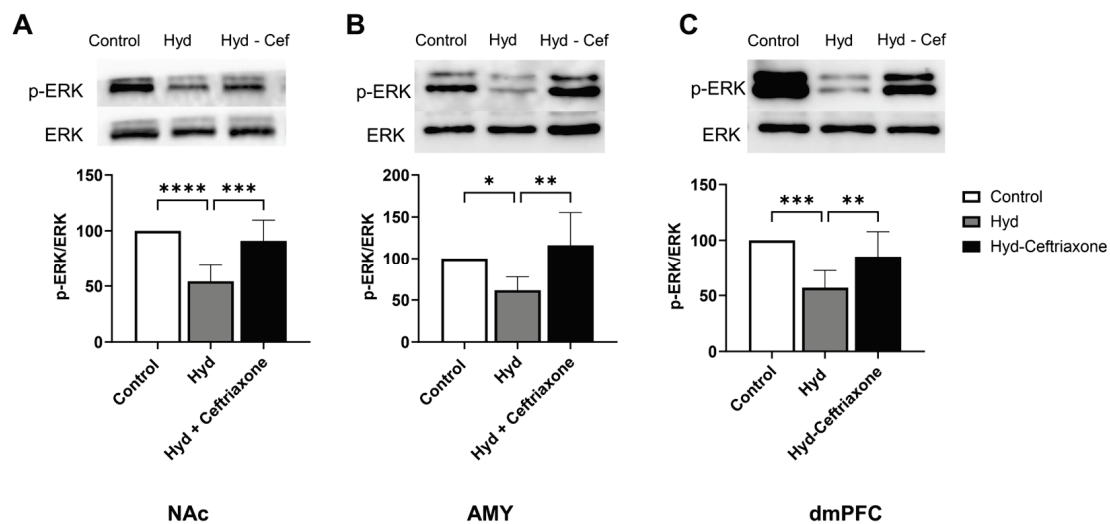 A
Control Hyd Hyd - Cef
p-ERK
ERK
150
100
50
0
p-ERK/ERK
**** ***
Control
Hyd
Hyd + Ceftriaxone
NAc
B
Control Hyd Hyd - Cef
p-ERK
ERK
200
150
100
50
0
p-ERK/ERK
* **
Control
Hyd
Hyd + Ceftriaxone
AMY
C
Control Hyd Hyd - Cef
p-ERK
ERK
150
100
50
0
p-ERK/ERK
*** **
Control
Hyd
Hyd-Ceftriaxone
dmPFC
Control
Hyd
Hyd-Ceftriaxone